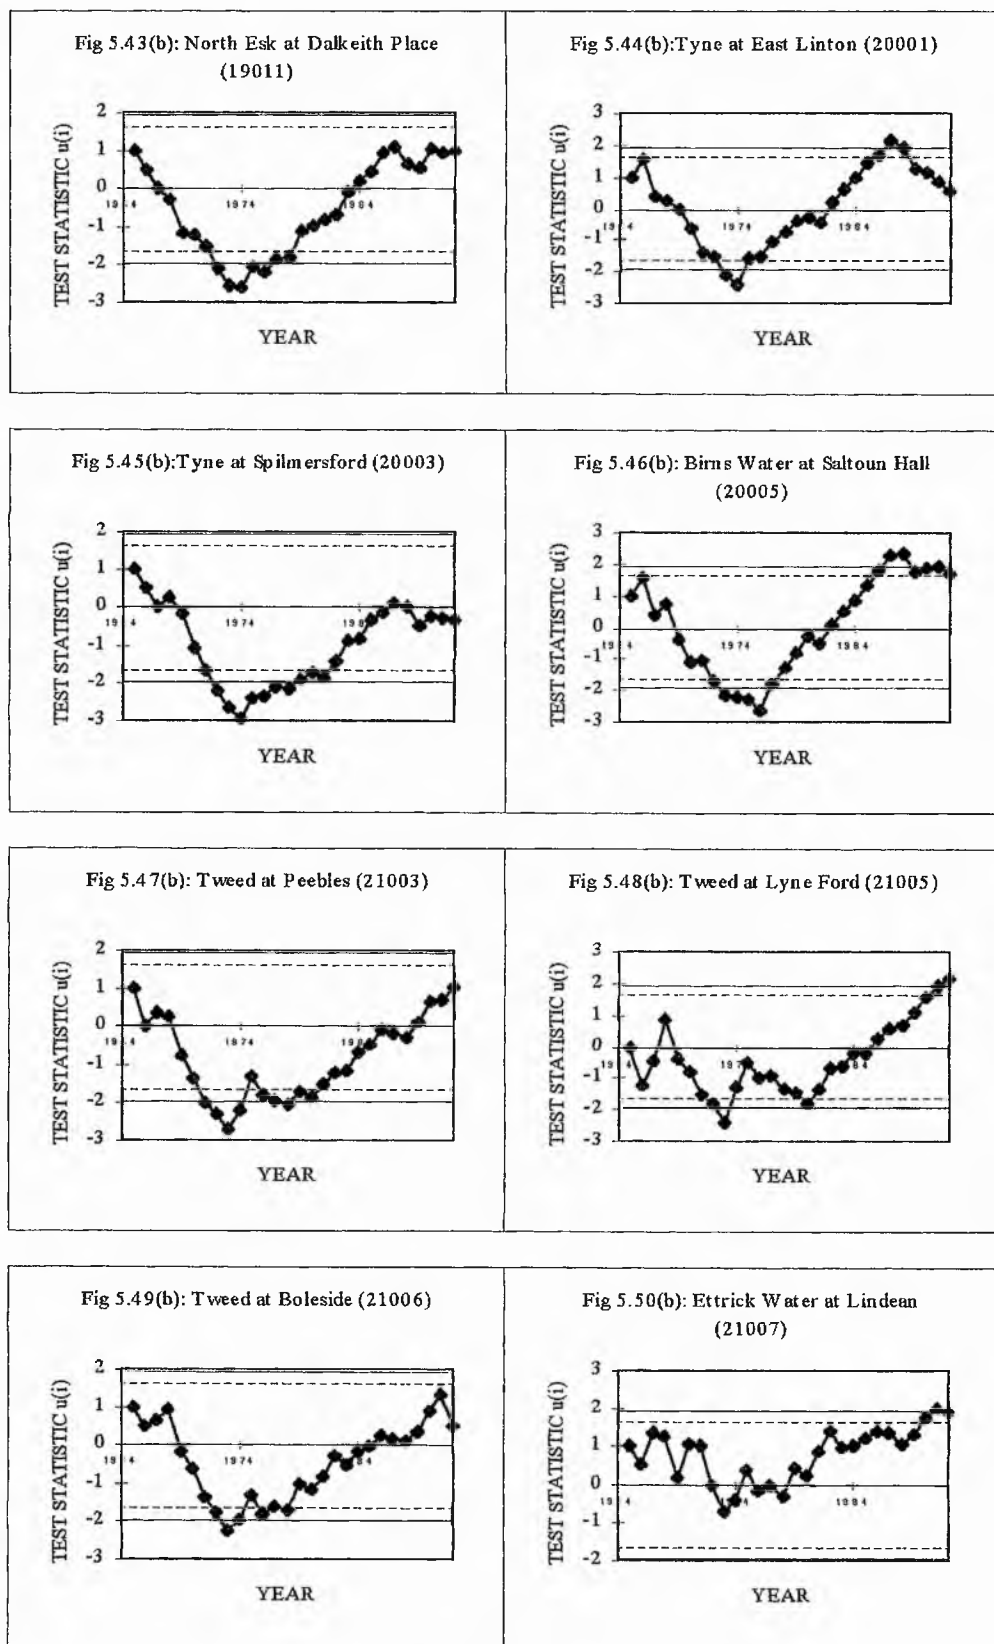 Fig 5.43(b): North Esk at Dalkeith Place
(19011)
TEST STATISTIC u(i)
2
1
0
-1
-2
-3
1974
1984
YEAR
Fig 5.44(b):Tyne at East Linton (20001)
TEST STATISTIC u(i)
3
2
1
0
-1
-2
-3
1974
1984
YEAR
Fig 5.45(b):Tyne at Spilmersford (20003)
TEST STATISTIC u(i)
2
1
0
-1
-2
-3
1974
YEAR
Fig 5.46(b): Birns Water at Saltoun Hall
(20005)
TEST STATISTIC u(i)
3
2
1
0
-1
-2
-3
1974
1984
YEAR
Fig 5.47(b): Tweed at Peebles (21003)
TEST STATISTIC u(i)
2
1
0
-1
-2
-3
1974
YEAR
Fig 5.48(b): Tweed at Lyne Ford (21005)
TEST STATISTIC u(i)
3
2
1
0
-1
-2
-3
YEAR
Fig 5.49(b): Tweed at Boleside (21006)
TEST STATISTIC u(i)
2
1
0
-1
-2
-3
1974
YEAR
Fig 5.50(b): Ettrick Water at Lindean
(21007)
TEST STATISTIC u(i)
3
2
1
0
-1
-2
1984
YEAR